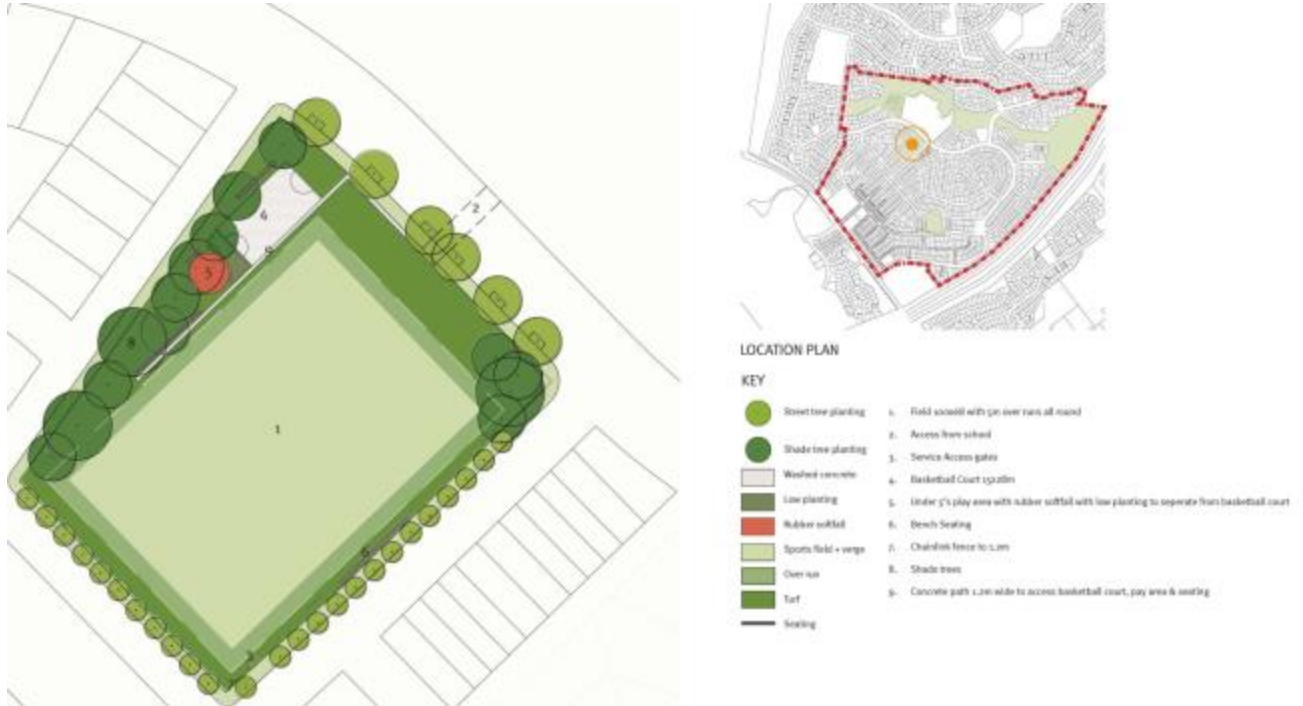 2
4
9
5
8
1
6
3
LOCATION PLAN
KEY
Street tree planting
Shade tree planting
Washed concrete
Low planting
Rubber softfall
Sports field + verge
Over run
Turf
Seating
1. Field with 5m over runs all round
2. Access from school
3. Service Access gates
4. Basketball Court 15x28m
5. Under 5's play area with rubber softfall with low planting to seperate from basketball court
6. Bench Seating
7. Chainlink fence to 1.2m
8. Shade trees
9. Concrete path 1.2m wide to access basketball court, pay area & seating